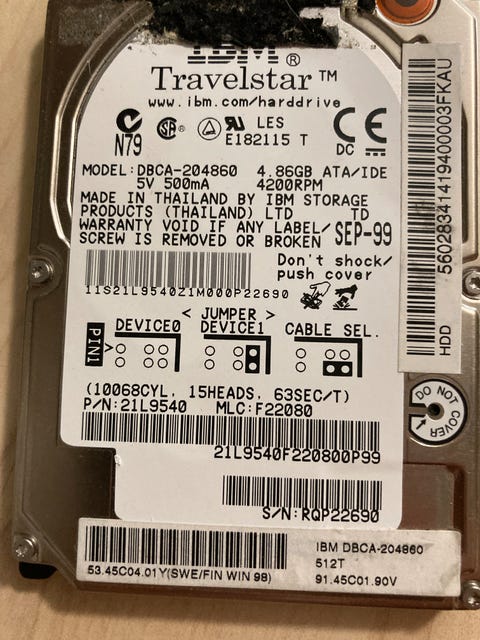 IBM ®
Travelstar ™
www.ibm.com/harddrive
N79
LES
E182115 T
CE
DC
MODEL:DBCA-204860 4.86GB ATA/IDE
5V 500mA 4200RPM
MADE IN THAILAND BY IBM STORAGE
PRODUCTS (THAILAND) LTD TD
WARRANTY VOID IF ANY LABEL/ SEP-99
SCREW IS REMOVED OR BROKEN
Don't shock/
push cover
11S21L9540Z1M000P22690
< JUMPER >
DEVICE0 DEVICE1 CABLE SEL.
PIN1
(10068CYL, 15HEADS, 63SEC/T)
P/N:21L9540 MLC:F22080
21L9540F220800P99
S/N:RQP22690
HDD 56028341419400003FKAU
DO NOT COVER
53.45C04.01Y(SWE/FIN WIN 98)
IBM DBCA-204860
512T
91.45C01.90V